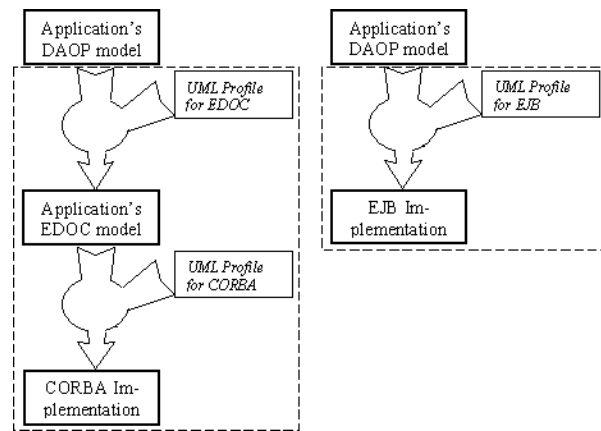 Application's
DAOP model
UML Profile
for EDOC
Application's
EDOC model
UML Profile
for CORBA
CORBA Im-
plementation
Application's
DAOP model
UML Profile
for EJB
EJB Im-
plementation